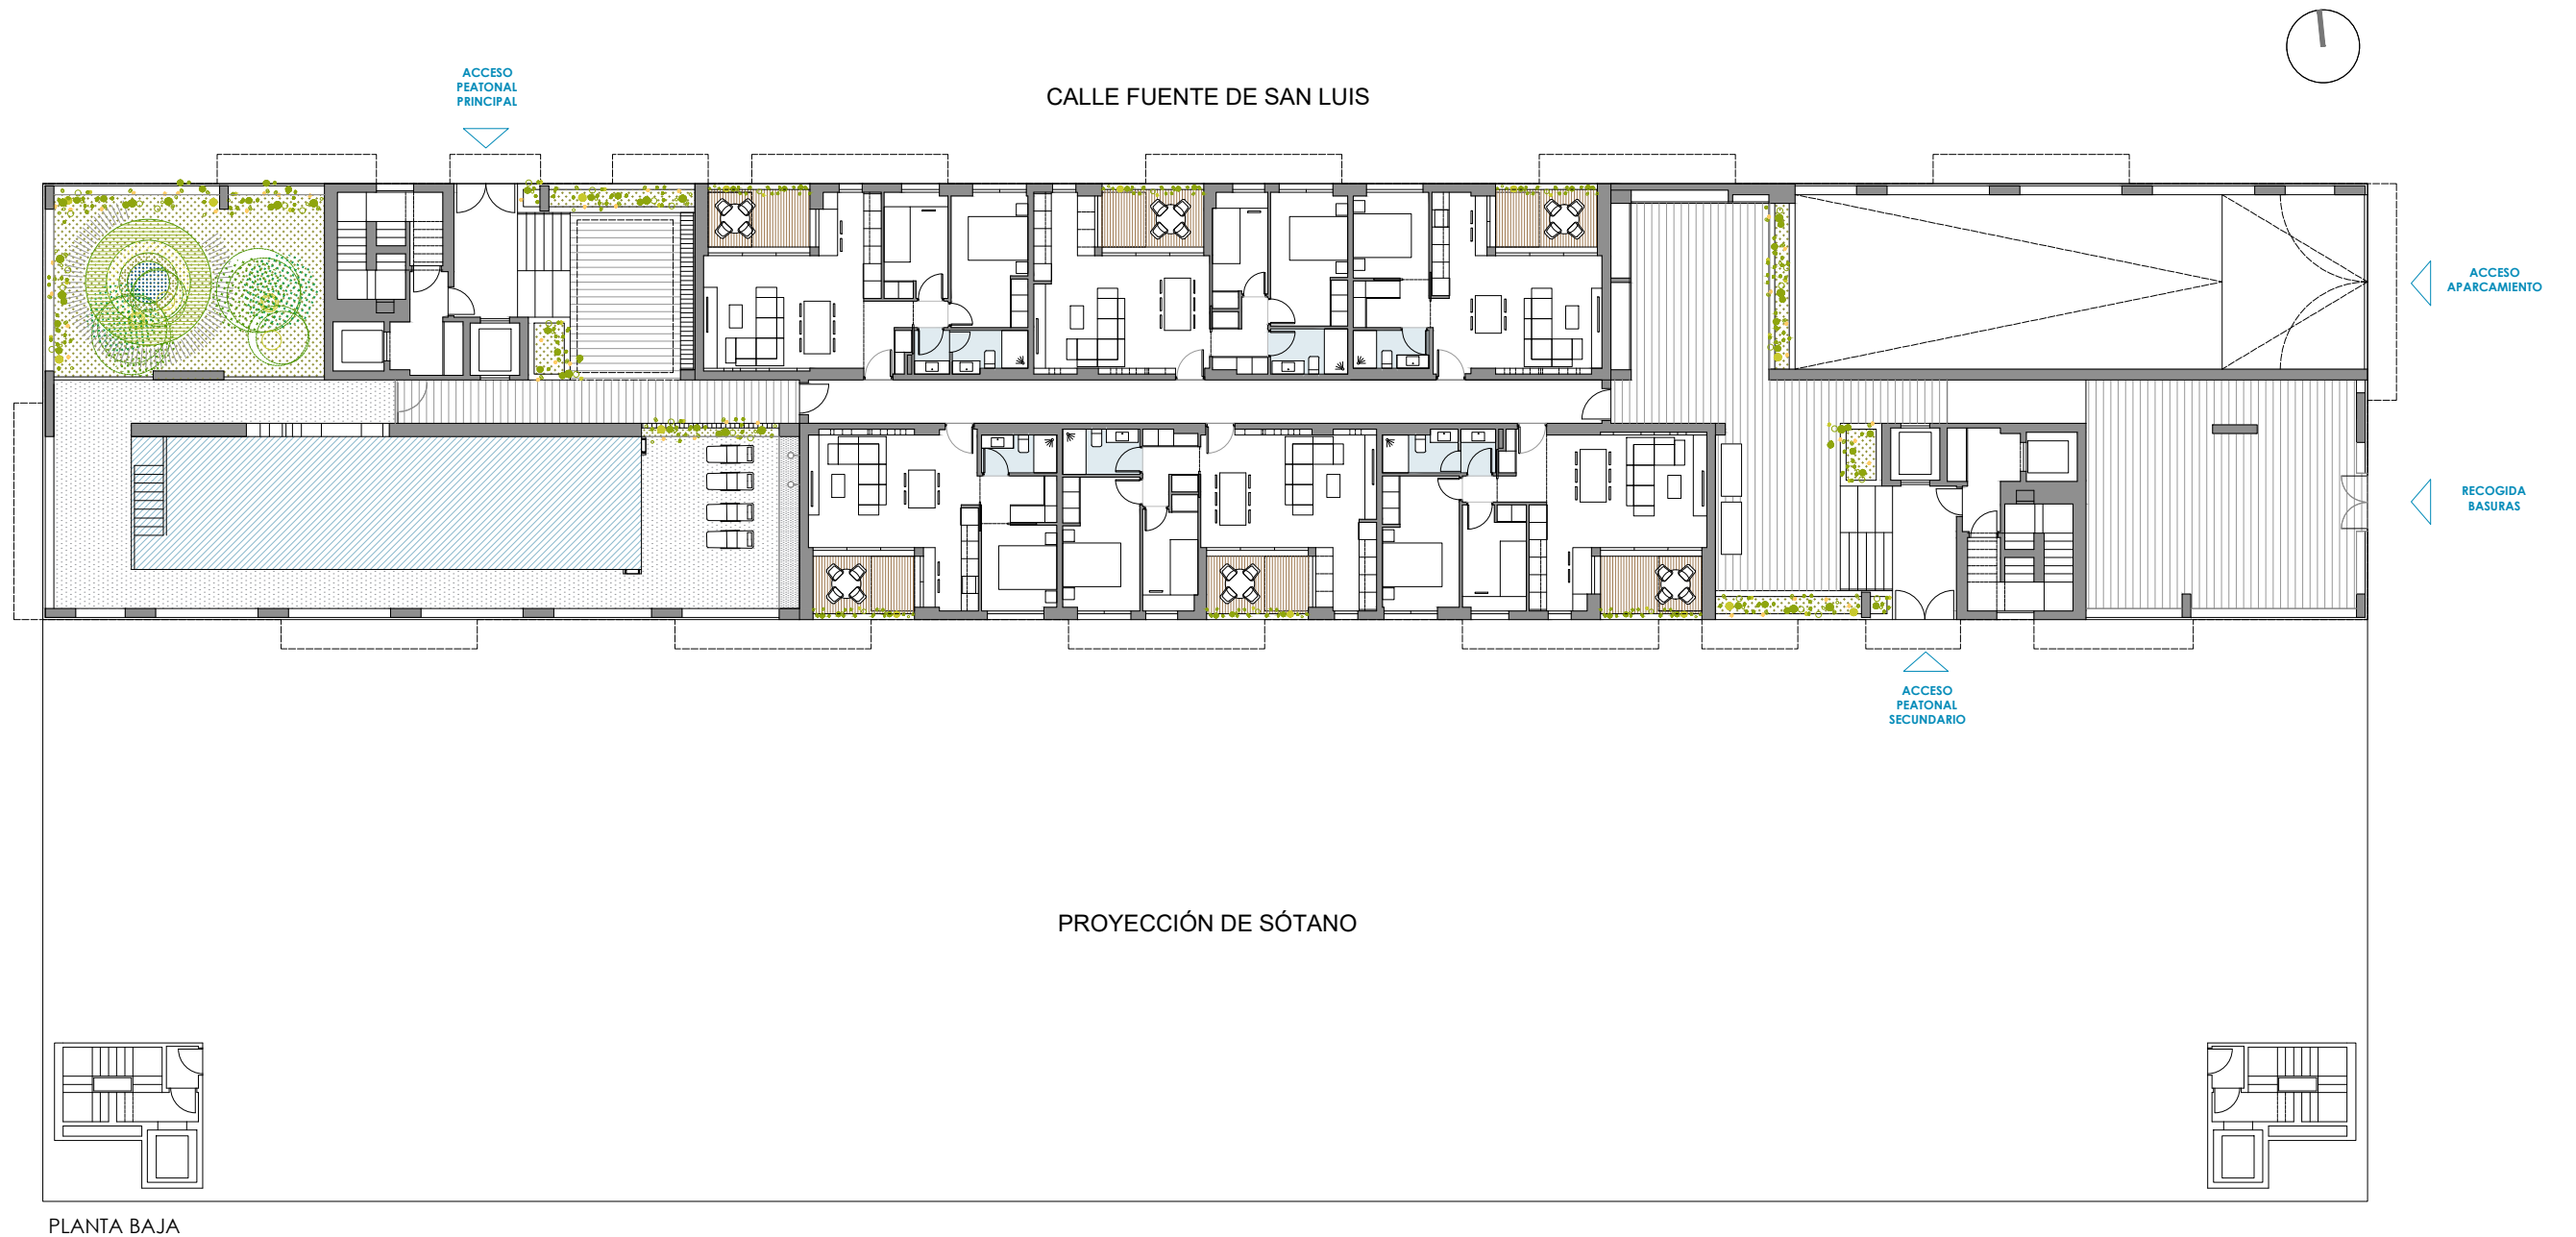 ACCESO
PEATONAL
PRINCIPAL
CALLE FUENTE DE SAN LUIS
ACCESO
APARCAMIENTO
RECOGIDA
BASURAS
ACCESO
PEATONAL
SECUNDARIO
PROYECCIÓN DE SÓTANO
PLANTA BAJA